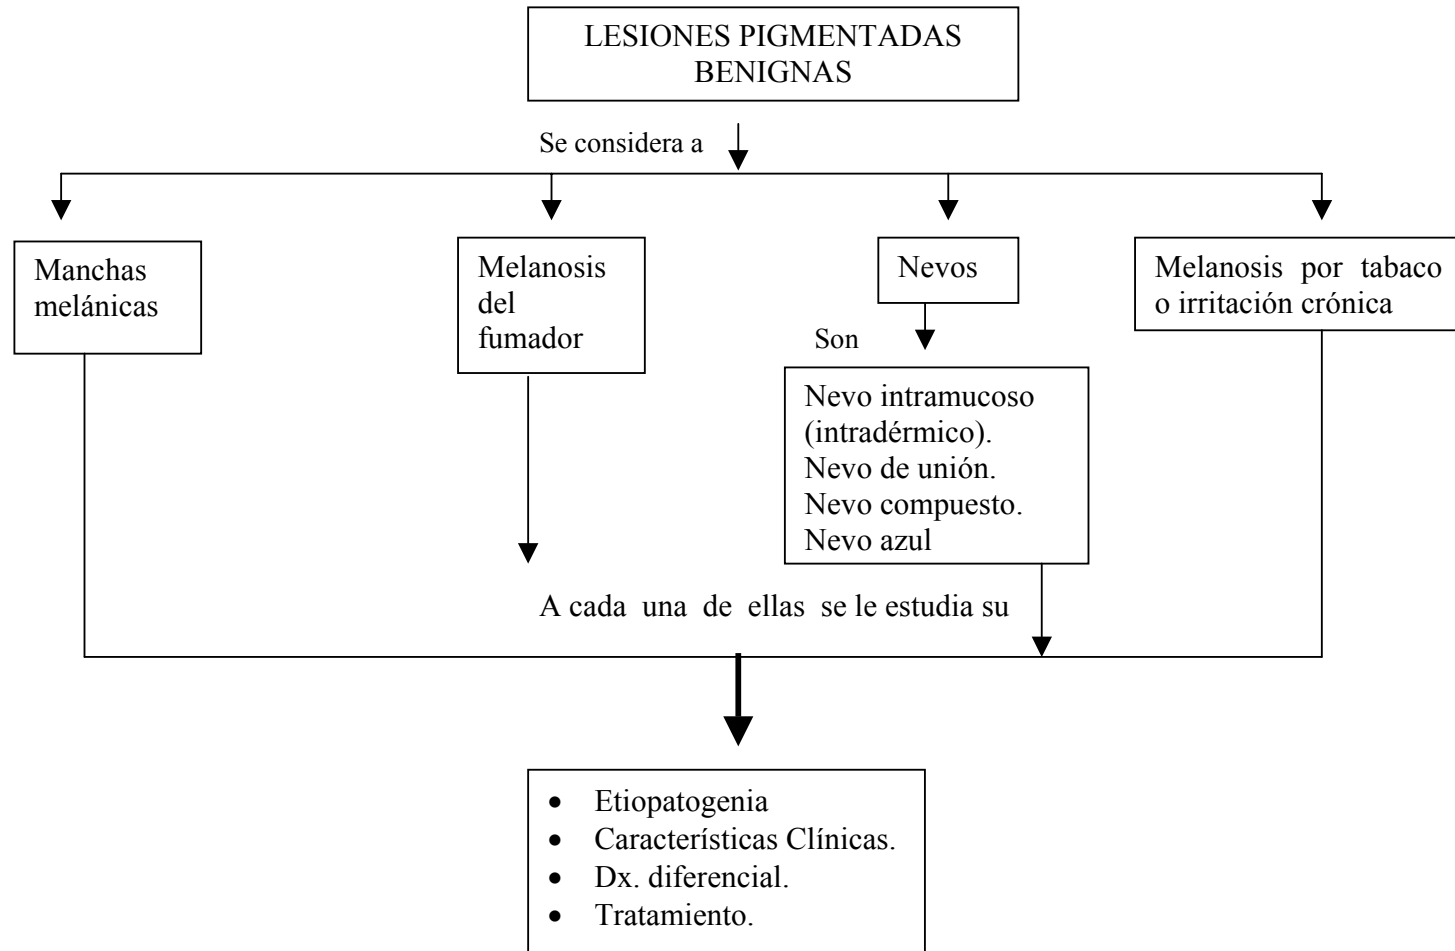 LESIONES PIGMENTADAS
BENIGNAS
Se considera a
Manchas
melánicas
Melanosis
del
fumador
Nevos
Melanosis por tabaco
o irritación crónica
Son
Nevo intramucoso
(intradérmico).
Nevo de unión.
Nevo compuesto.
Nevo azul
A cada una de ellas se le estudia su
• Etiopatogenia
• Características Clínicas.
• Dx. diferencial.
• Tratamiento.